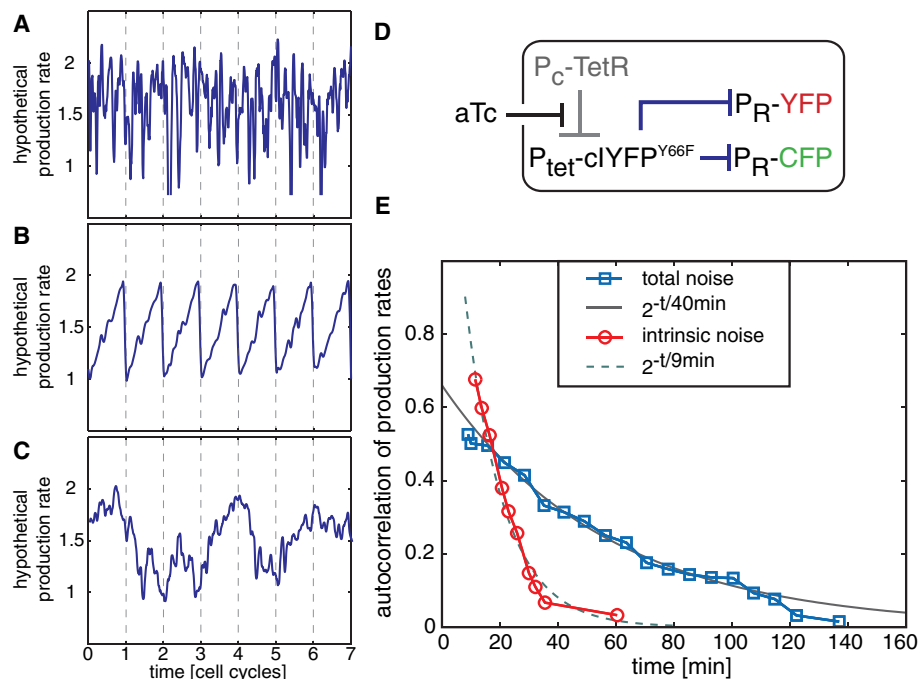 A
hypothetical
production rate
2
1.5
1
B
hypothetical
production rate
2
1.5
1
C
hypothetical
production rate
2
1.5
1
0 1 2 3 4 5 6 7
time [cell cycles]
D
Pc-TetR
aTc
PR-YFP
Ptet-cIYFPY66F
PR-CFP
E
autocorrelation of production rates
0.8
0.6
0.4
0.2
0
total noise
2-t/40min
intrinsic noise
2-t/9min
0 20 40 60 80 100 120 140 160
time [min]